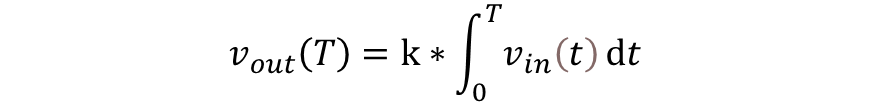 v_out(T) = k * ∫_0^T v_in(t) dt